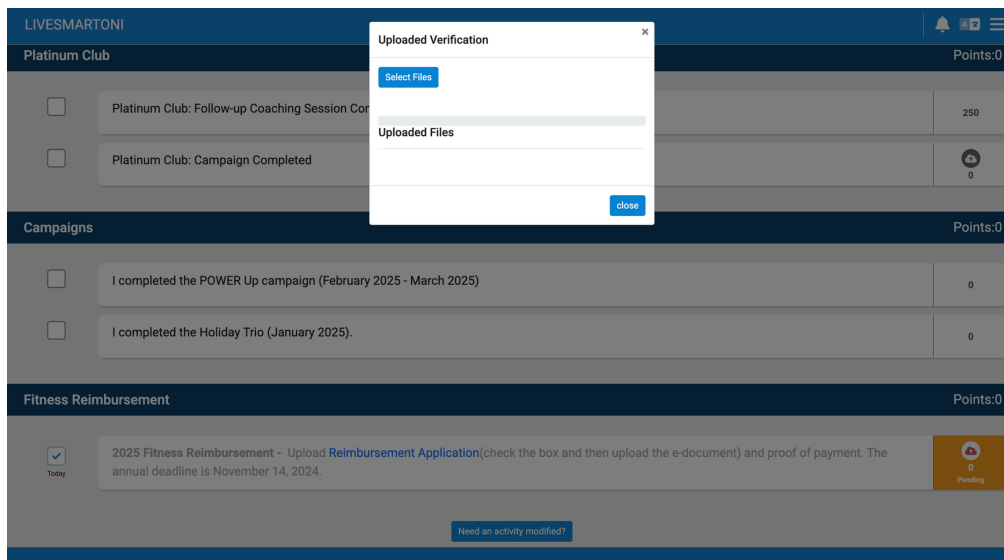 LIVESMARTONI
Platinum Club Points:0
Uploaded Verification ×
Select Files
Uploaded Files
close
Platinum Club: Follow-up Coaching Session Con
250
Platinum Club: Campaign Completed
0
Campaigns Points:0
I completed the POWER Up campaign (February 2025 - March 2025)
0
I completed the Holiday Trio (January 2025).
0
Fitness Reimbursement Points:0
Today
2025 Fitness Reimbursement - Upload Reimbursement Application(check the box and then upload the e-document) and proof of payment. The
annual deadline is November 14, 2024.
0
Pending
Need an activity modified?